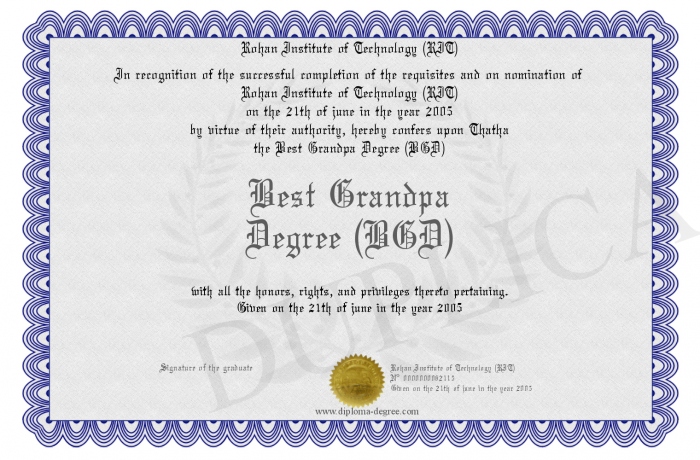 Rohan Institute of Technology (RIT)
In recognition of the successful completion of the requisites and on nomination of
Rohan Institute of Technology (RIT)
on the 21th of june in the year 2005
by virtue of their authority, hereby confers upon Thatha
the Best Grandpa Degree (BGD)
Best Grandpa
Degree (BGD)
with all the honors, rights, and privileges thereto pertaining.
Given on the 21th of june in the year 2005
Signature of the graduate
Rohan Institute of Technology (RIT)
N° 0000000082113
Given on the 21th of june in the year 2005
www.diploma-degree.com
DUPLICA